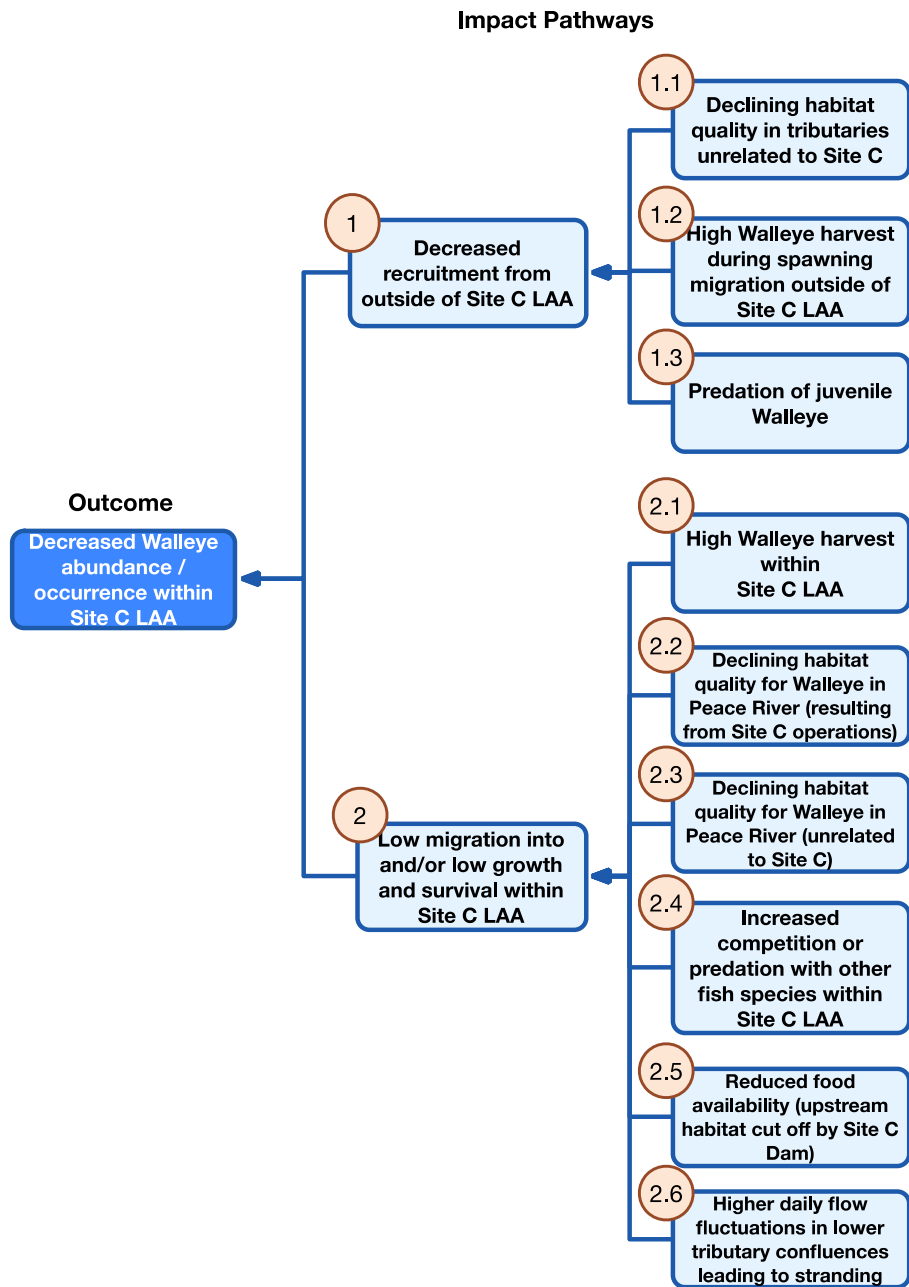 Impact Pathways
1.1
Declining habitat
quality in tributaries
unrelated to Site C
1
Decreased
recruitment from
outside of Site C LAA
1.2
High Walleye harvest
during spawning
migration outside of
Site C LAA
1.3
Predation of juvenile
Walleye
Outcome
Decreased Walleye
abundance /
occurrence within
Site C LAA
2.1
High Walleye harvest
within
Site C LAA
2.2
Declining habitat
quality for Walleye in
Peace River (resulting
from Site C operations)
2.3
Declining habitat
quality for Walleye in
Peace River (unrelated
to Site C)
2
Low migration into
and/or low growth
and survival within
Site C LAA
2.4
Increased
competition or
predation with other
fish species within
Site C LAA
2.5
Reduced food
availability (upstream
habitat cut off by Site C
Dam)
2.6
Higher daily flow
fluctuations in lower
tributary confluences
leading to stranding